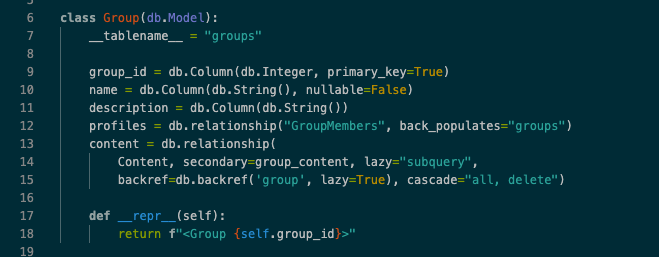 6 class Group(db.Model):
7     __tablename__ = "groups"
8
9     group_id = db.Column(db.Integer, primary_key=True)
10     name = db.Column(db.String(), nullable=False)
11     description = db.Column(db.String())
12     profiles = db.relationship("GroupMembers", back_populates="groups")
13     content = db.relationship(
14         Content, secondary=group_content, lazy="subquery",
15         backref=db.backref('group', lazy=True), cascade="all, delete")
16
17     def __repr__(self):
18         return f"<Group {self.group_id}>"
19